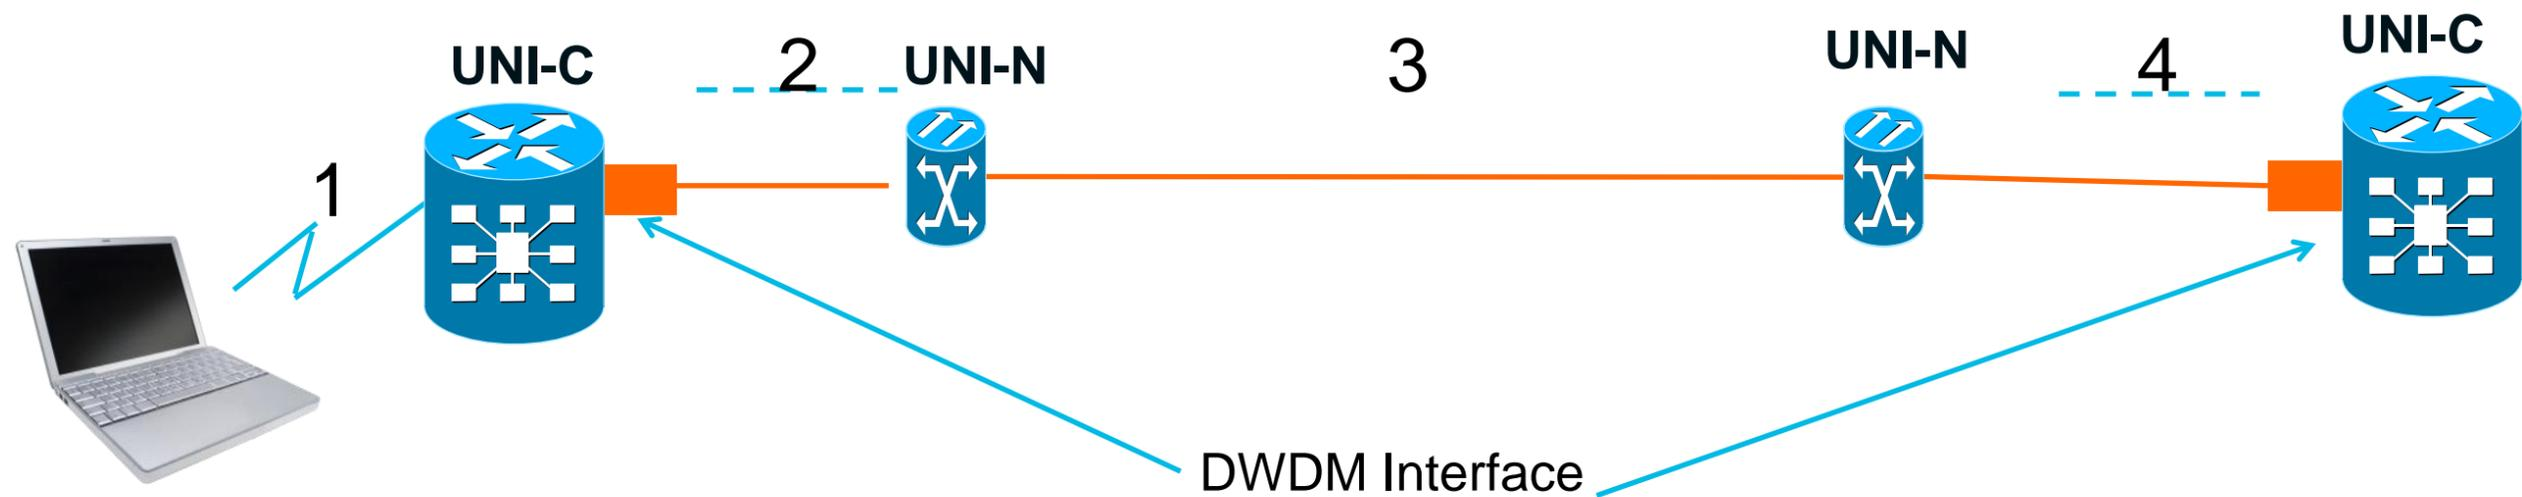 UNI-C
2
UNI-N
3
UNI-N
4
UNI-C
1
DWDM Interface